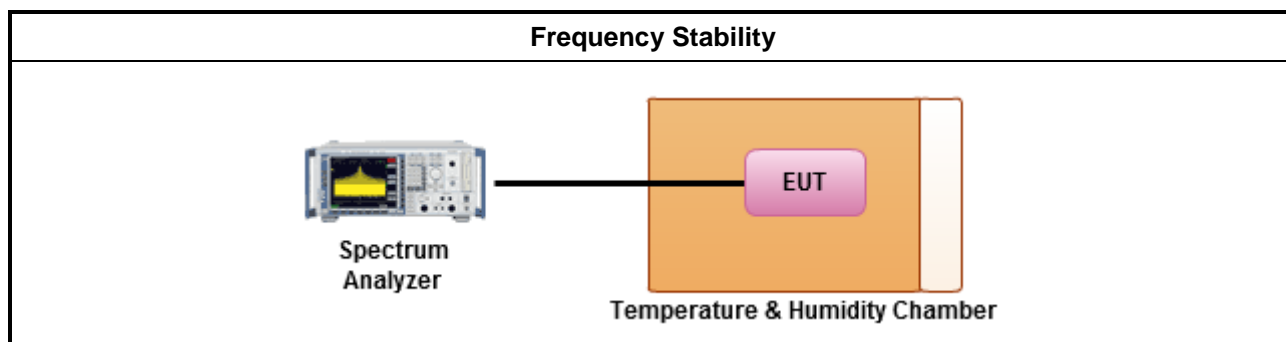 Frequency Stability
EUT
Spectrum
Analyzer
Temperature & Humidity Chamber